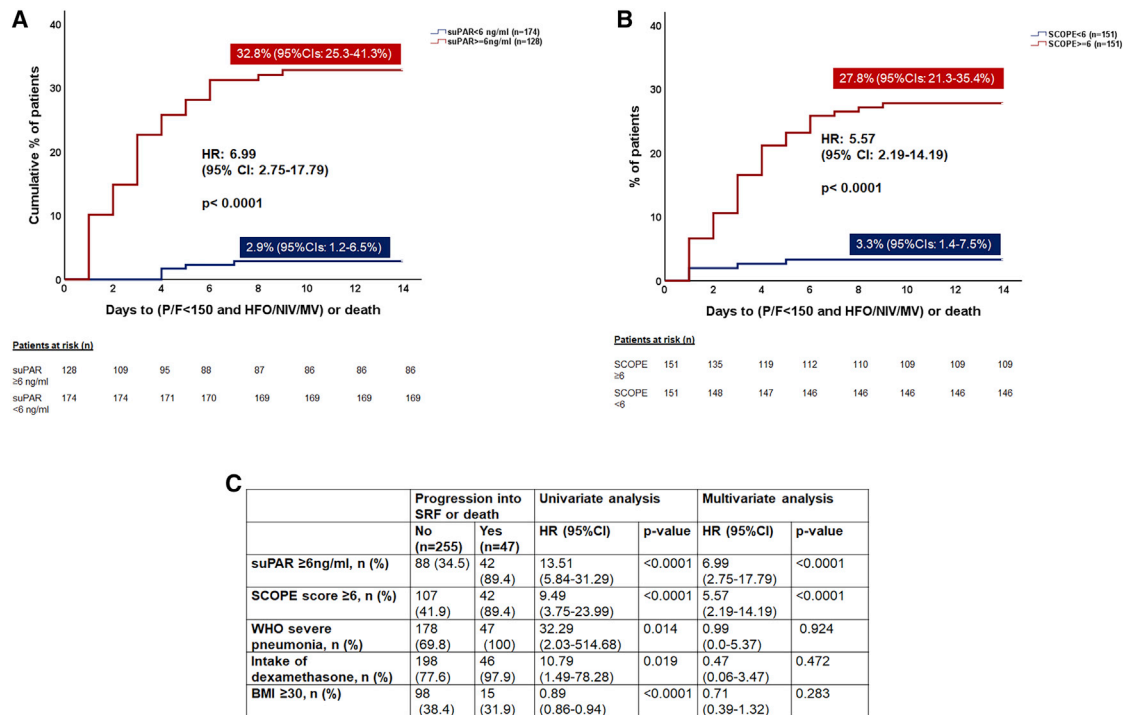 A
suPAR<6 ng/ml (n=174)
suPAR>=6ng/ml (n=128)
Cumulative % of patients
40
30
20
10
0
32.8% (95%CIs: 25.3-41.3%)
HR: 6.99
(95% CI: 2.75-17.79)
p< 0.0001
2.9% (95%CIs: 1.2-6.5%)
0 2 4 6 8 10 12 14
Days to (P/F<150 and HFO/NIV/MV) or death
Patients at risk (n)
suPAR ≥6 ng/ml 128 109 95 88 87 86 86 86
suPAR <6 ng/ml 174 174 171 170 169 169 169 169
B
SCOPE<6 (n=151)
SCOPE>=6 (n=151)
% of patients
40
30
20
10
0
27.8% (95%CIs: 21.3-35.4%)
HR: 5.57
(95% CI: 2.19-14.19)
p< 0.0001
3.3% (95%CIs: 1.4-7.5%)
0 2 4 6 8 10 12 14
Days to (P/F<150 and HFO/NIV/MV) or death
Patients at risk (n)
SCOPE ≥6 151 135 119 112 110 109 109 109
SCOPE <6 151 148 147 146 146 146 146 146
C
Progression into SRF or death Univariate analysis Multivariate analysis
No (n=255) Yes (n=47) HR (95%CI) p-value HR (95%CI) p-value
suPAR ≥6ng/ml, n (%) 88 (34.5) 42 (89.4) 13.51 (5.84-31.29) <0.0001 6.99 (2.75-17.79) <0.0001
SCOPE score ≥6, n (%) 107 (41.9) 42 (89.4) 9.49 (3.75-23.99) <0.0001 5.57 (2.19-14.19) <0.0001
WHO severe pneumonia, n (%) 178 (69.8) 47 (100) 32.29 (2.03-514.68) 0.014 0.99 (0.0-5.37) 0.924
Intake of dexamethasone, n (%) 198 (77.6) 46 (97.9) 10.79 (1.49-78.28) 0.019 0.47 (0.06-3.47) 0.472
BMI ≥30, n (%) 98 (38.4) 15 (31.9) 0.89 (0.86-0.94) <0.0001 0.71 (0.39-1.32) 0.283